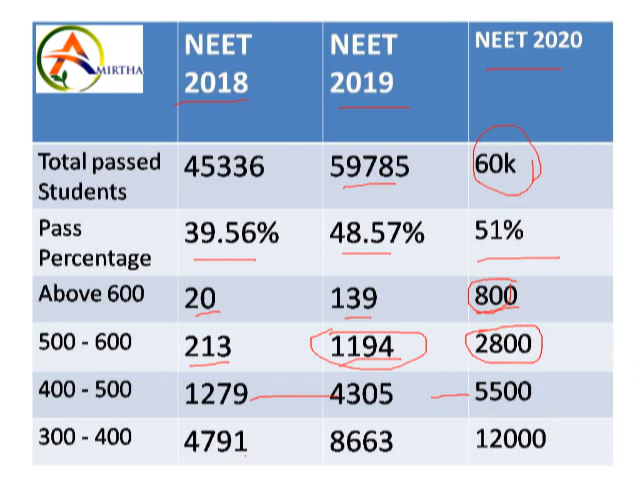 MIRTHA
NEET NEET NEET 2020
2018 2019
Total passed 45336 59785 60k
Students
Pass 39.56% 48.57% 51%
Percentage
Above 600 20 139 800
500 - 600 213 1194 2800
400 - 500 1279 4305 5500
300 - 400 4791 8663 12000